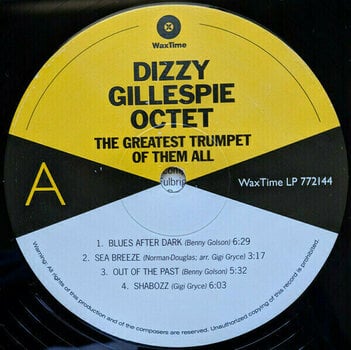 WaxTime
DIZZY
GILLESPIE
OCTET
THE GREATEST TRUMPET
OF THEM ALL
A
WaxTime LP 772144
1. BLUES AFTER DARK (Benny Golson) 6:29
2. SEA BREEZE (Norman-Douglas; arr. Gigi Gryce) 3:17
3. OUT OF THE PAST (Benny Golson) 5:32
4. SHABOZZ (Gigi Gryce) 6:03
Warning: All rights of this production and of the composers are reserved. Unauthorized copying of this record is prohibited.